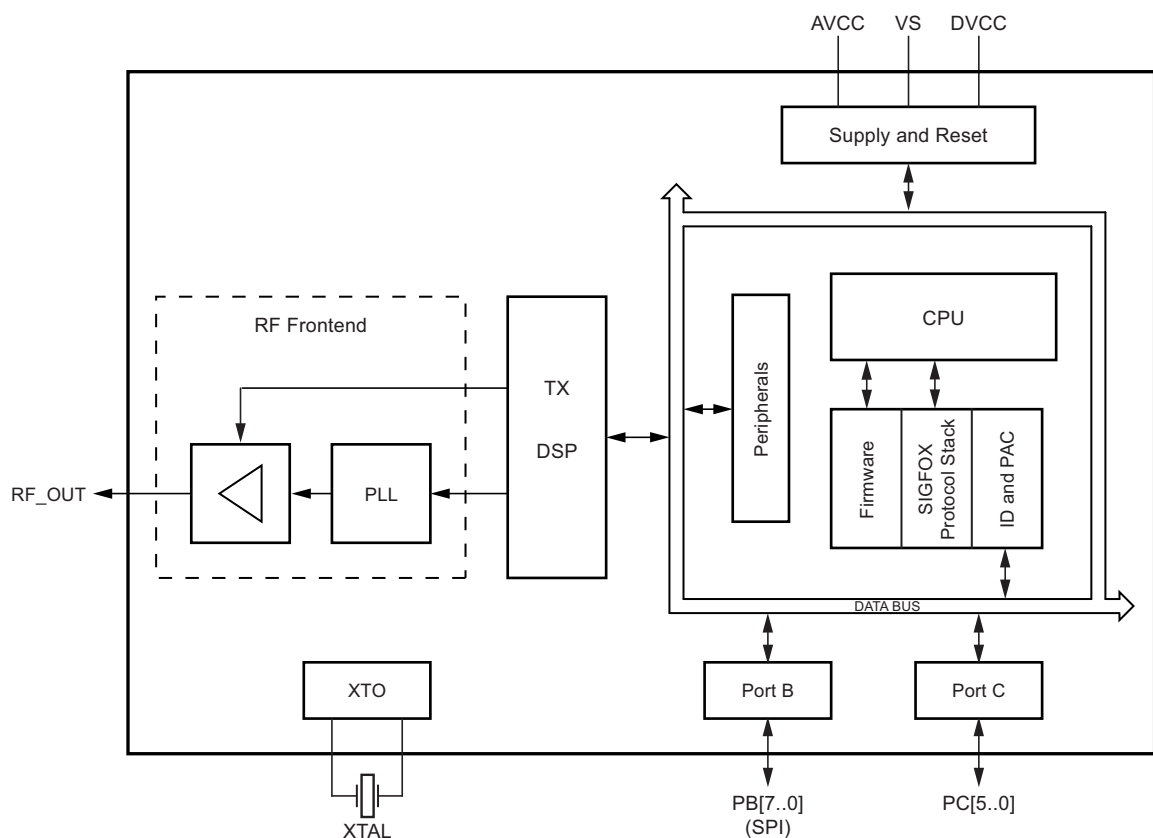 AVCC VS DVCC
Supply and Reset
RF Frontend
CPU
TX
DSP
Peripherals
Firmware
SIGFOX
Protocol Stack
ID and PAC
RF_OUT
PLL
DATA BUS
XTO
Port B
Port C
XTAL
PB[7..0]
(SPI)
PC[5..0]